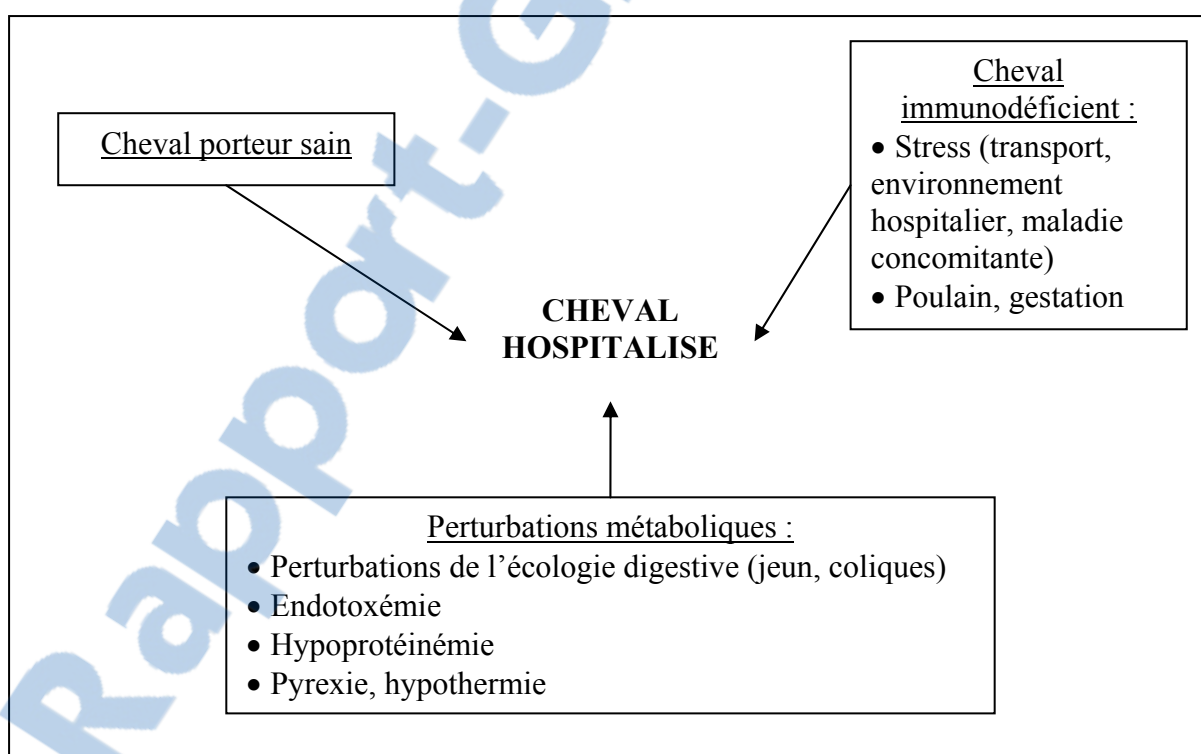 Cheval porteur sain
Cheval
immunodéficient :
• Stress (transport,
environnement
hospitalier, maladie
concomitante)
• Poulain, gestation
CHEVAL
HOSPITALISE
Perturbations métaboliques :
• Perturbations de l’écologie digestive (jeun, coliques)
• Endotoxémie
• Hypoprotéinémie
• Pyrexie, hypothermie
Rapport-G